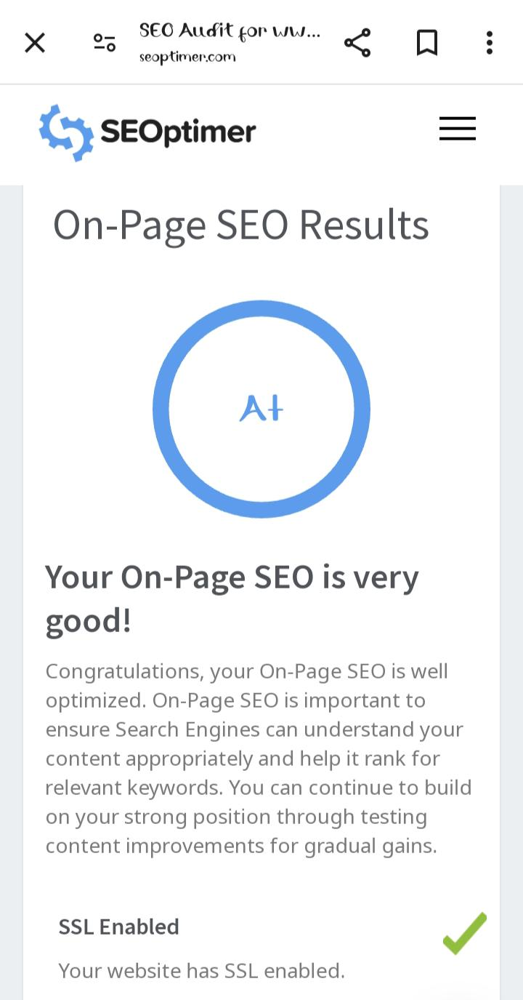 SEO Audit for ww...
seoptimer.com
SEOptimer
On-Page SEO Results
A+
Your On-Page SEO is very
good!
Congratulations, your On-Page SEO is well
optimized. On-Page SEO is important to
ensure Search Engines can understand your
content appropriately and help it rank for
relevant keywords. You can continue to build
on your strong position through testing
content improvements for gradual gains.
SSL Enabled
Your website has SSL enabled.